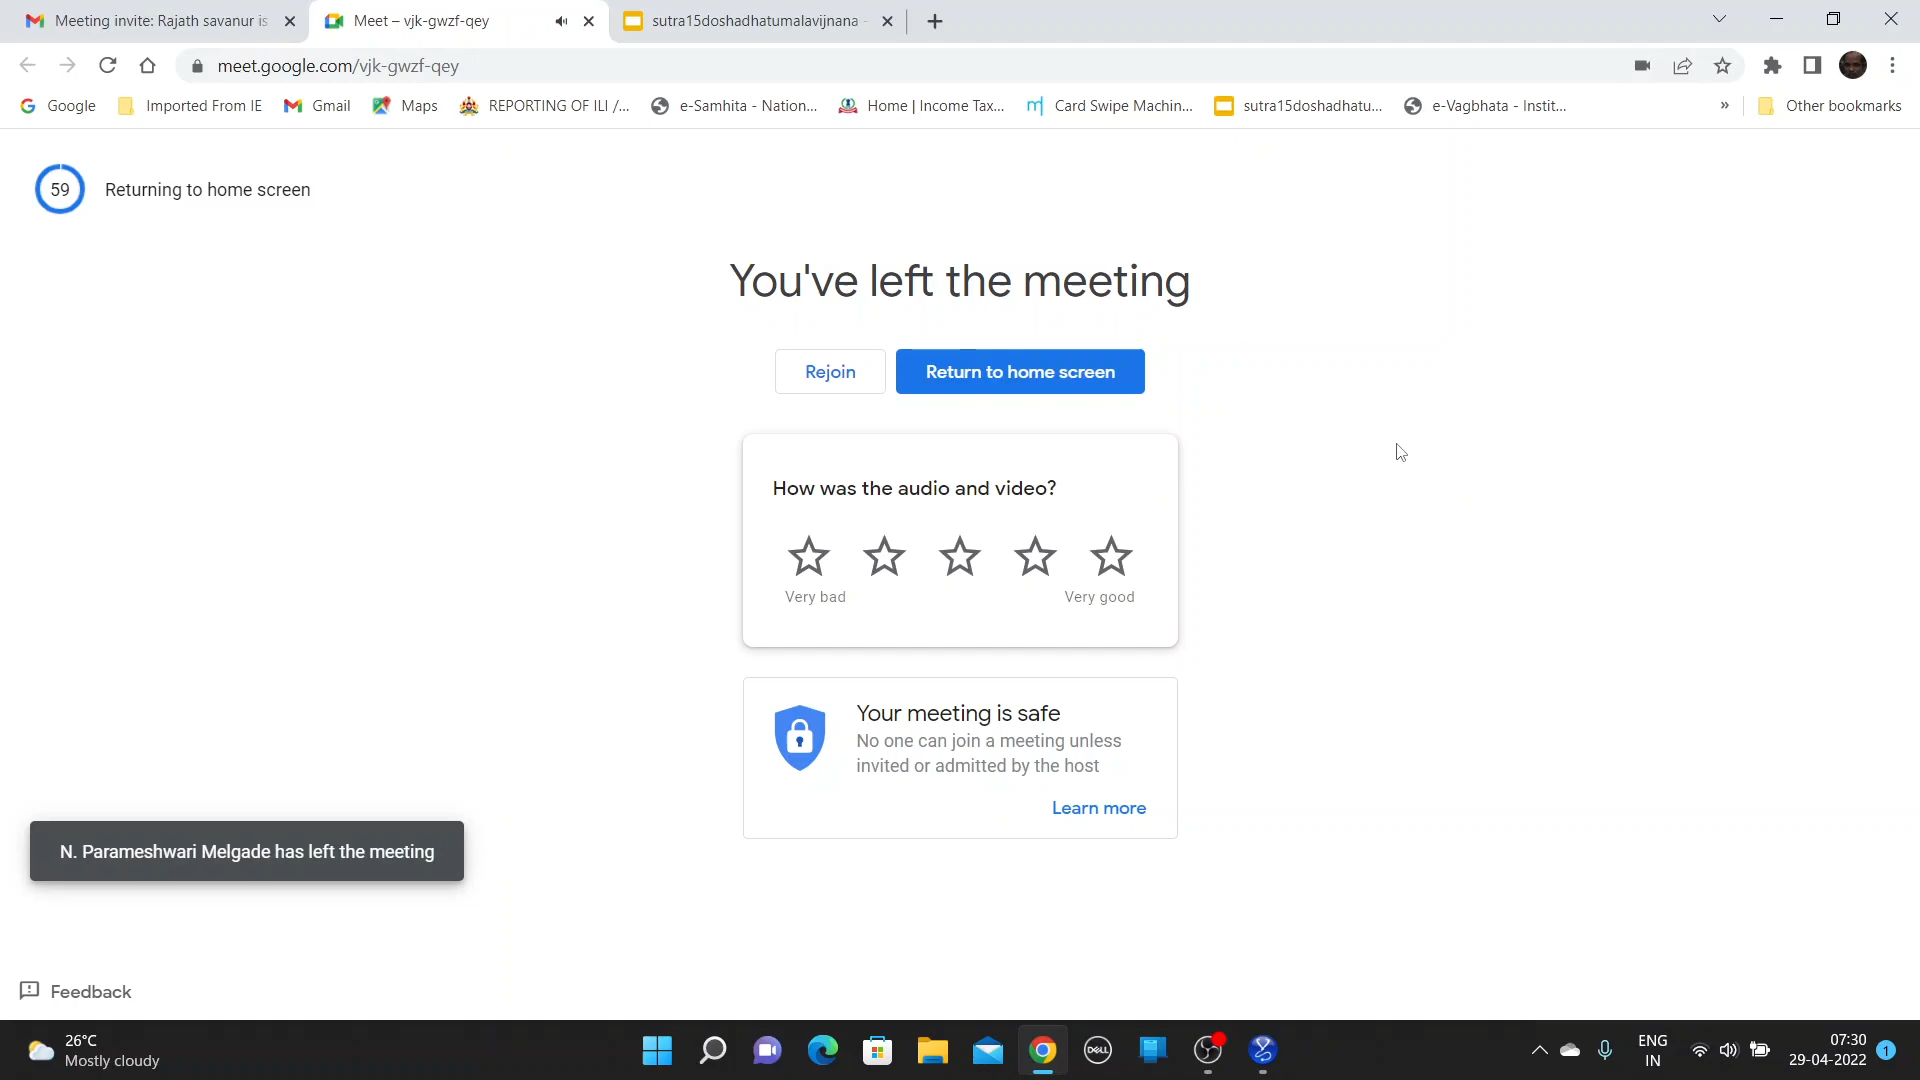 Meeting invite: Rajath savanur is
Meet – vjk-gwzf-qey
sutra15doshadhatumalavijnana -
meet.google.com/vjk-gwzf-qey
Google
Imported From IE
Gmail
Maps
REPORTING OF ILI /...
e-Samhita - Nation...
Home | Income Tax...
Card Swipe Machin...
sutra15doshadhatu...
e-Vagbhata - Instit...
»
Other bookmarks
59
Returning to home screen
You've left the meeting
Rejoin
Return to home screen
How was the audio and video?
Very bad
Very good
Your meeting is safe
No one can join a meeting unless
invited or admitted by the host
Learn more
N. Parameshwari Melgade has left the meeting
Feedback
26°C
Mostly cloudy
DELL
ENG
IN
07:30
29-04-2022
1